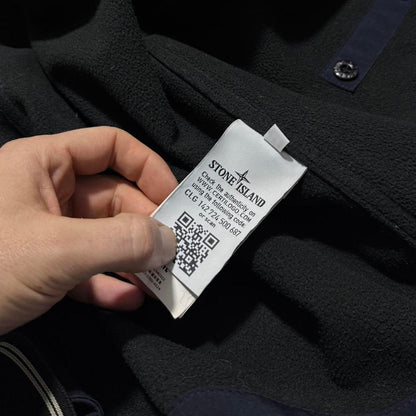 STONE ISLAND
Check the authenticity on
WWW.CERTILOGO.COM
using the following code:
CLG 142 724 500 687
or scan